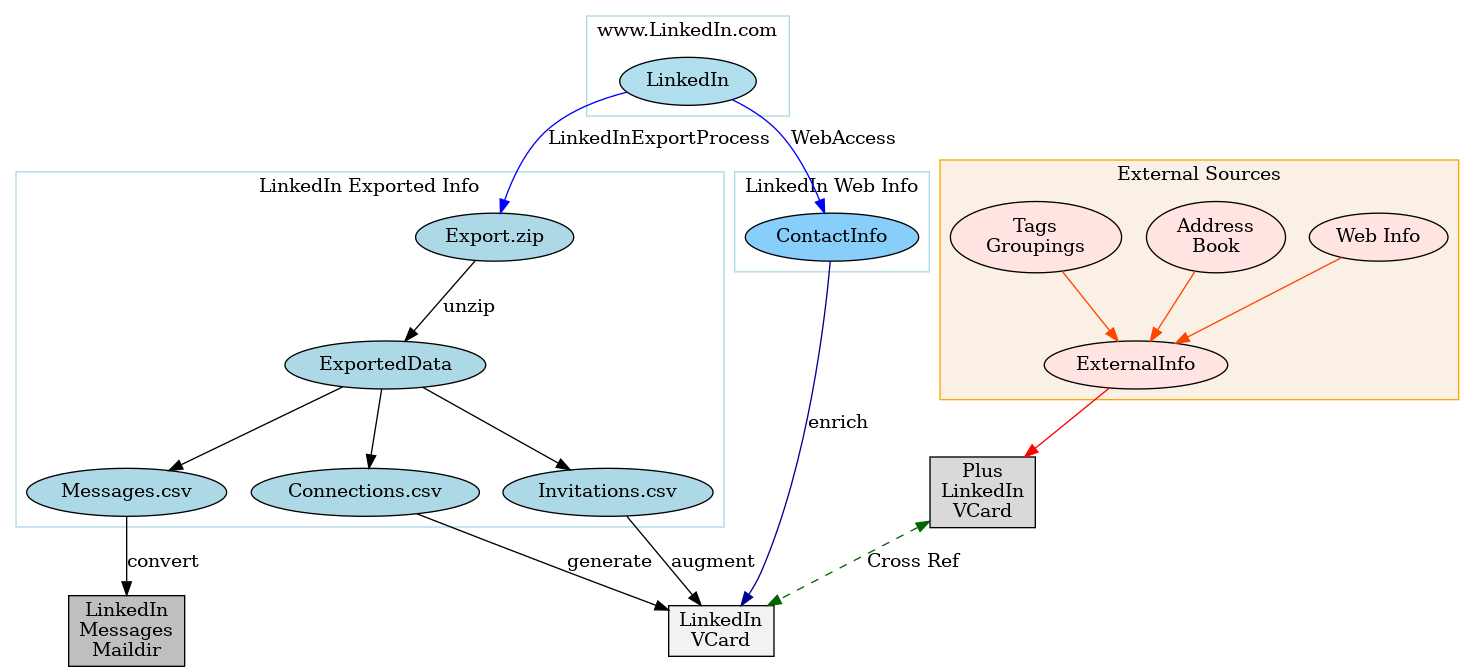 www.LinkedIn.com
LinkedIn
LinkedInExportProcess
WebAccess
LinkedIn Exported Info
LinkedIn Web Info
External Sources
Export.zip
ContactInfo
Tags
Groupings
Address
Book
Web Info
unzip
ExportedData
ExternalInfo
enrich
Messages.csv
Connections.csv
Invitations.csv
Plus
LinkedIn
VCard
convert
generate
augment
Cross Ref
LinkedIn
Messages
Maildir
LinkedIn
VCard